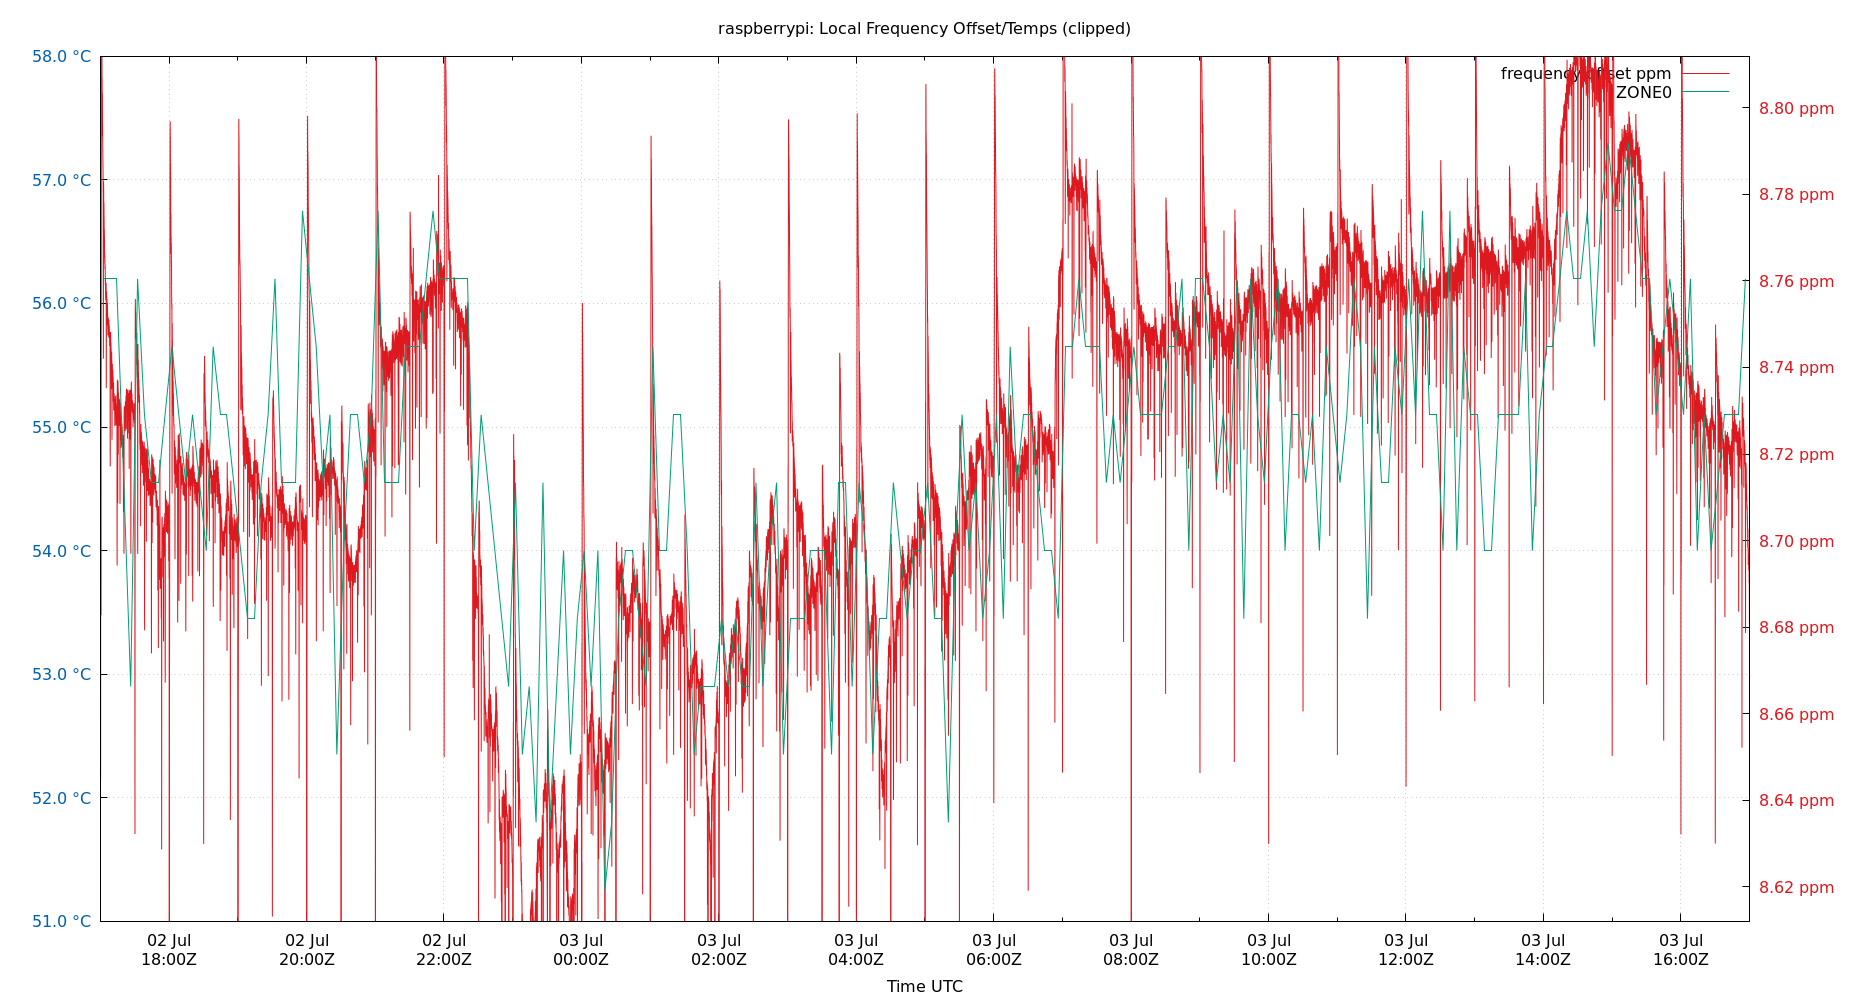 raspberrypi: Local Frequency Offset/Temps (clipped)
58.0 °C
57.0 °C
56.0 °C
55.0 °C
54.0 °C
53.0 °C
52.0 °C
51.0 °C
frequency offset ppm
ZONE0
8.80 ppm
8.78 ppm
8.76 ppm
8.74 ppm
8.72 ppm
8.70 ppm
8.68 ppm
8.66 ppm
8.64 ppm
8.62 ppm
02 Jul
18:00Z
02 Jul
20:00Z
02 Jul
22:00Z
03 Jul
00:00Z
03 Jul
02:00Z
03 Jul
04:00Z
03 Jul
06:00Z
03 Jul
08:00Z
03 Jul
10:00Z
03 Jul
12:00Z
03 Jul
14:00Z
03 Jul
16:00Z
Time UTC